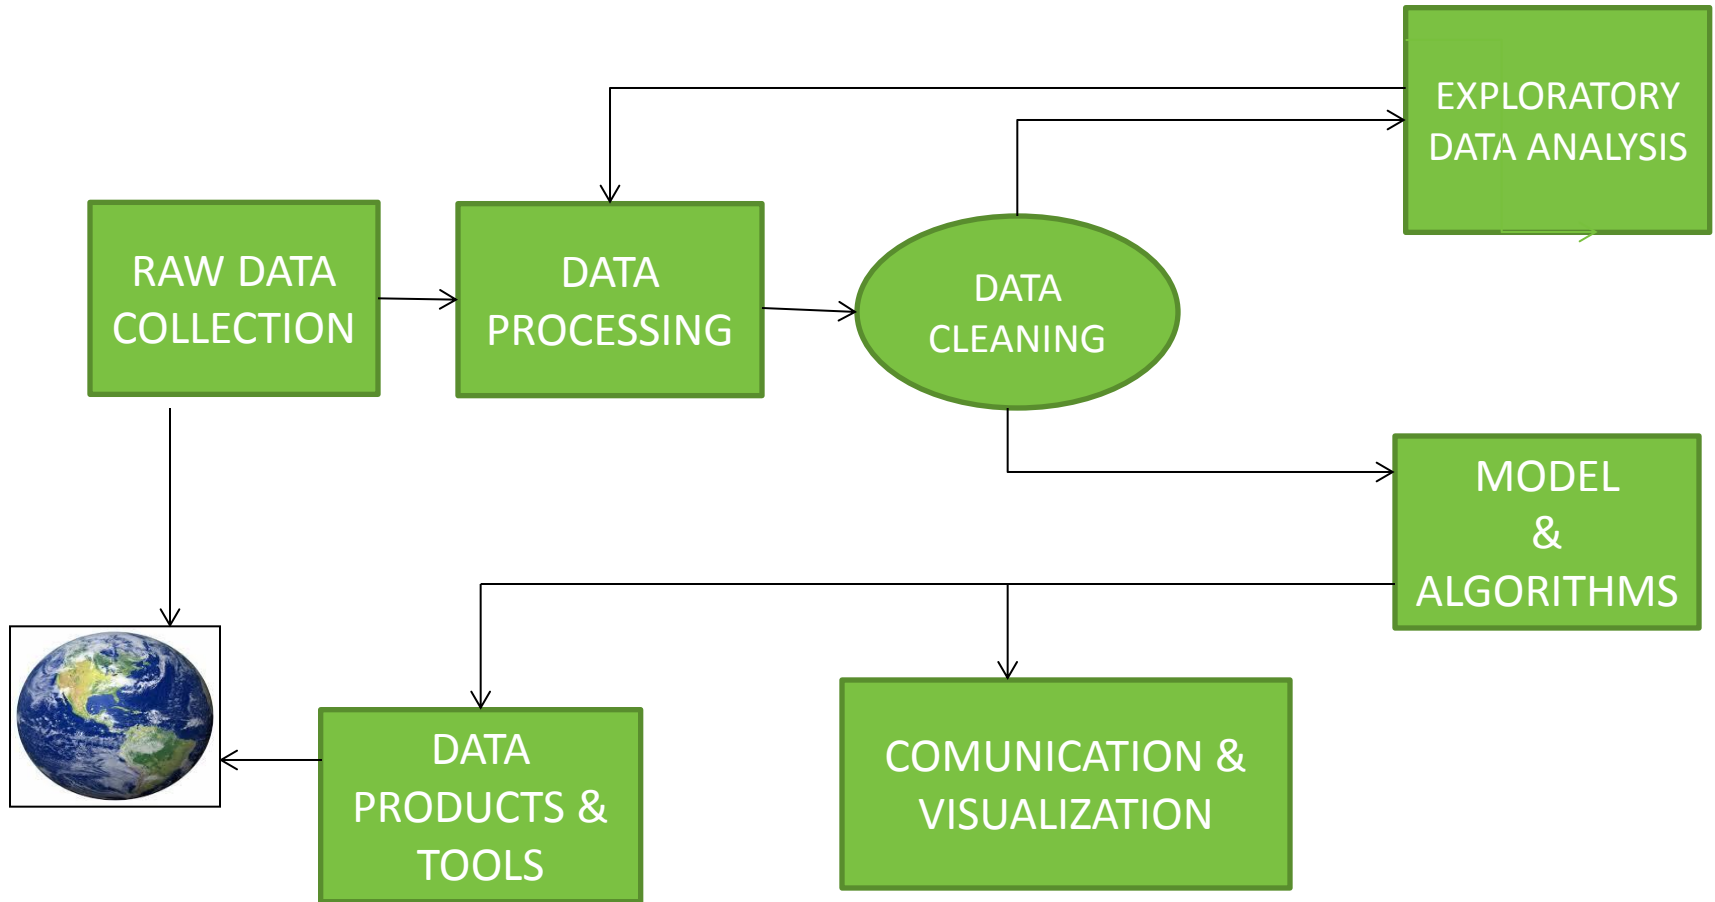 EXPLORATORY
DATA ANALYSIS
RAW DATA
COLLECTION
DATA
PROCESSING
DATA
CLEANING
MODEL
&
ALGORITHMS
DATA
PRODUCTS &
TOOLS
COMUNICATION &
VISUALIZATION